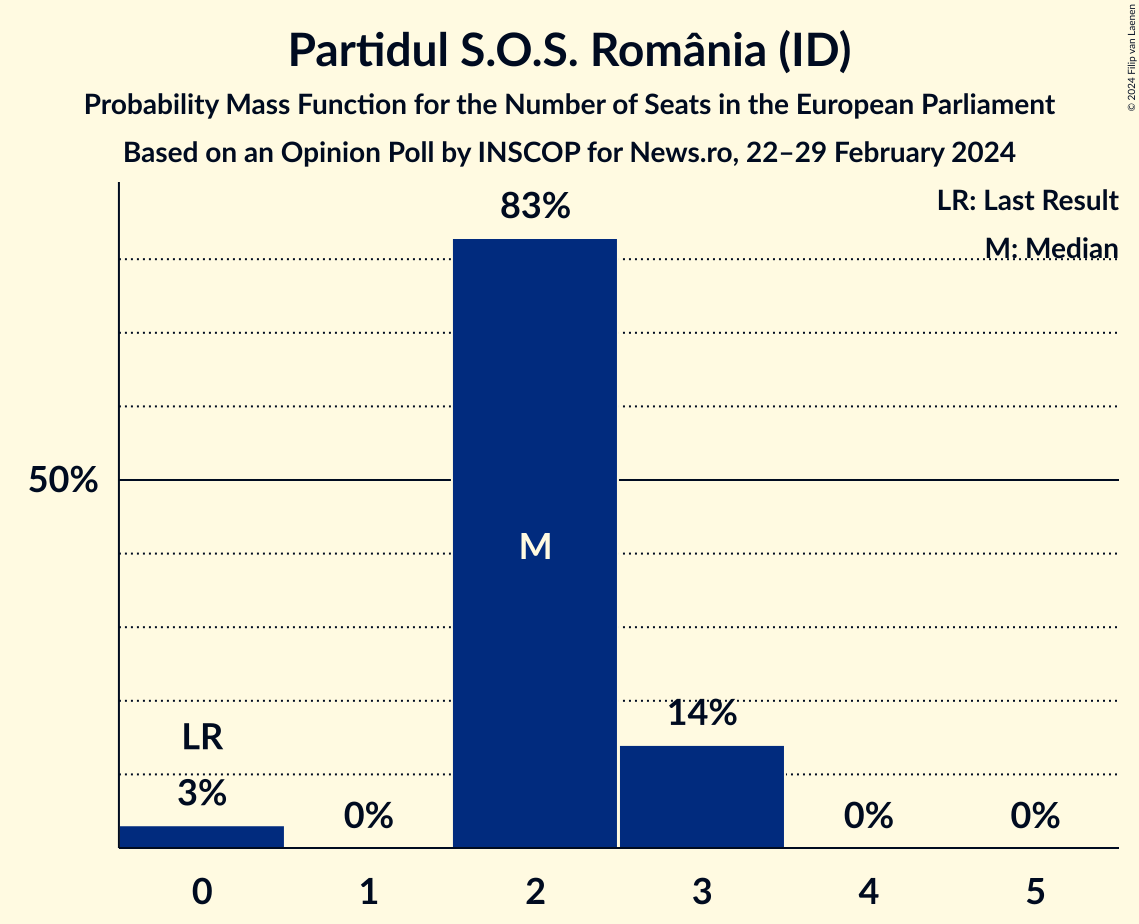 Partidul S.O.S. România (ID)
Probability Mass Function for the Number of Seats in the European Parliament
Based on an Opinion Poll by INSCOP for News.ro, 22–29 February 2024
© 2024 Filip van Laenen
LR: Last Result
M: Median
83%
50%
M
14%
LR
3%
0%
0%
0%
0 1 2 3 4 5